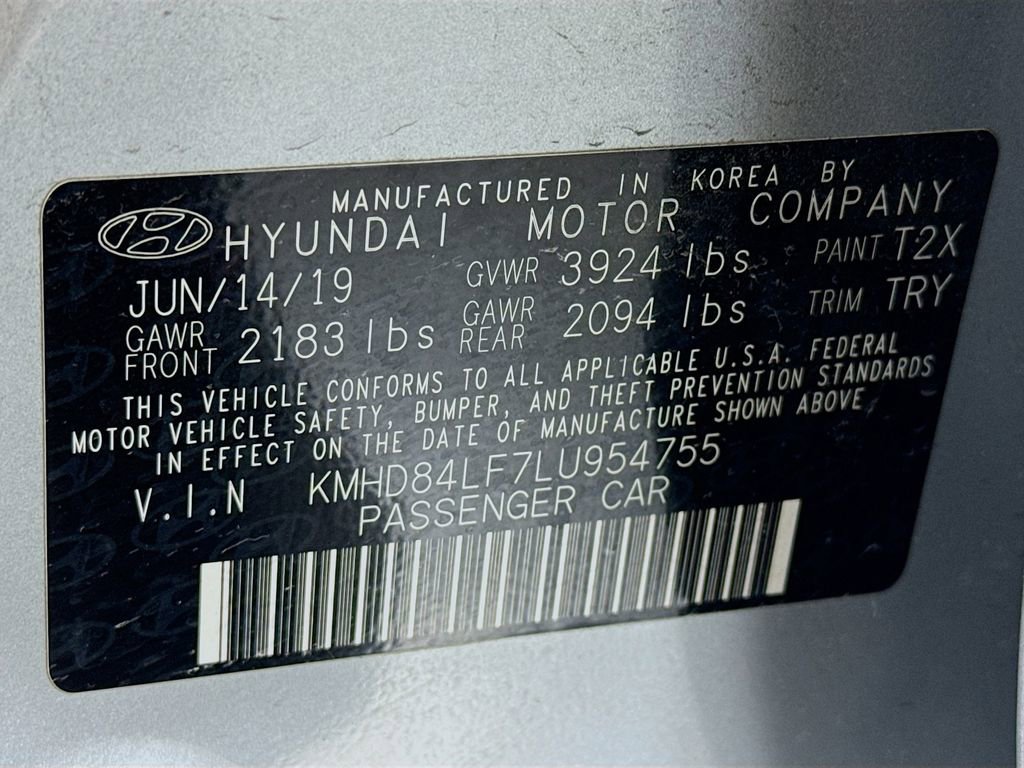 MANUFACTURED IN KOREA BY
HYUNDAI MOTOR COMPANY
JUN/14/19 GVWR 3924 lbs PAINT T2X
GAWR FRONT 2183 lbs GAWR REAR 2094 lbs TRIM TRY
THIS VEHICLE CONFORMS TO ALL APPLICABLE U.S.A. FEDERAL
MOTOR VEHICLE SAFETY, BUMPER, AND THEFT PREVENTION STANDARDS
IN EFFECT ON THE DATE OF MANUFACTURE SHOWN ABOVE
V.I.N KMHD84LF7LU954755
PASSENGER CAR